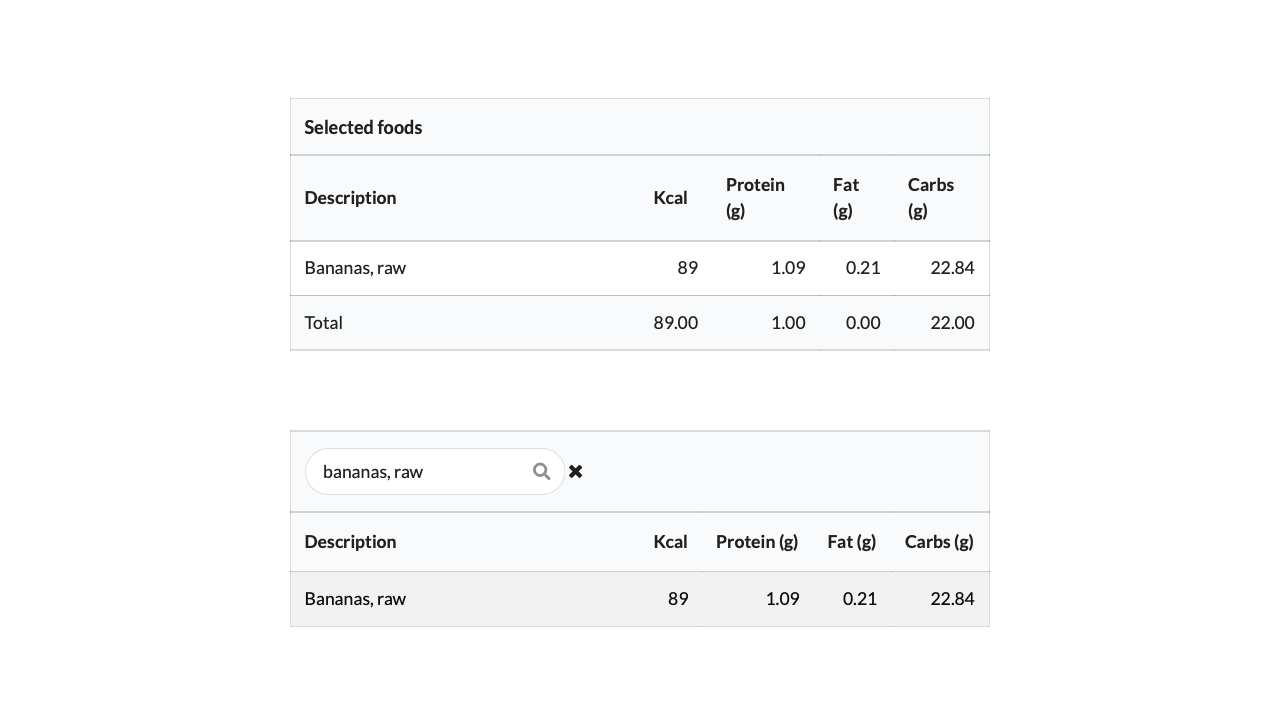 Selected foods
Description Kcal Protein (g) Fat (g) Carbs (g)
Bananas, raw 89 1.09 0.21 22.84
Total 89.00 1.00 0.00 22.00
bananas, raw
Description Kcal Protein (g) Fat (g) Carbs (g)
Bananas, raw 89 1.09 0.21 22.84